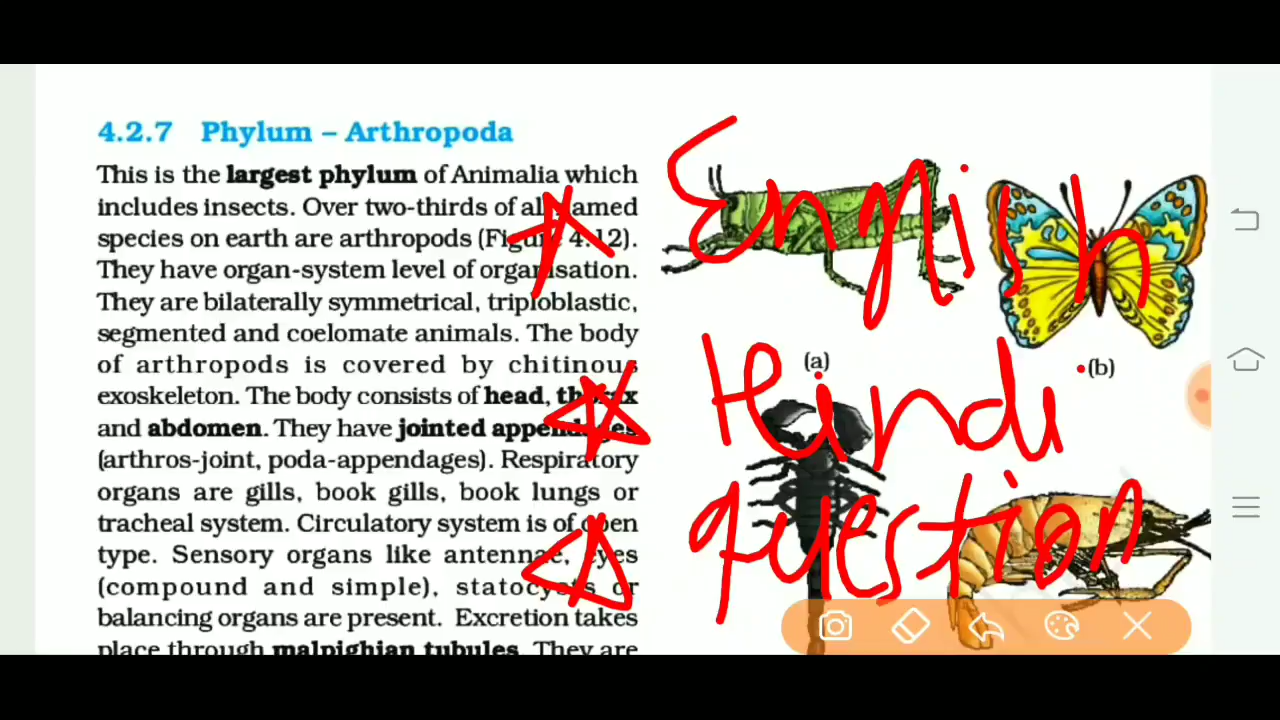 4.2.7 Phylum – Arthropoda
This is the largest phylum of Animalia which
includes insects. Over two-thirds of all named
species on earth are arthropods (Figure 4.12).
They have organ-system level of organisation.
They are bilaterally symmetrical, triploblastic,
segmented and coelomate animals. The body
of arthropods is covered by chitinous
exoskeleton. The body consists of head, thorax
and abdomen. They have jointed appendages
(arthros-joint, poda-appendages). Respiratory
organs are gills, book gills, book lungs or
tracheal system. Circulatory system is of open
type. Sensory organs like antennae, eyes
(compound and simple), statocysts or
balancing organs are present. Excretion takes
place through malpighian tubules. They are
English
(a)
(b)
Hindi
question